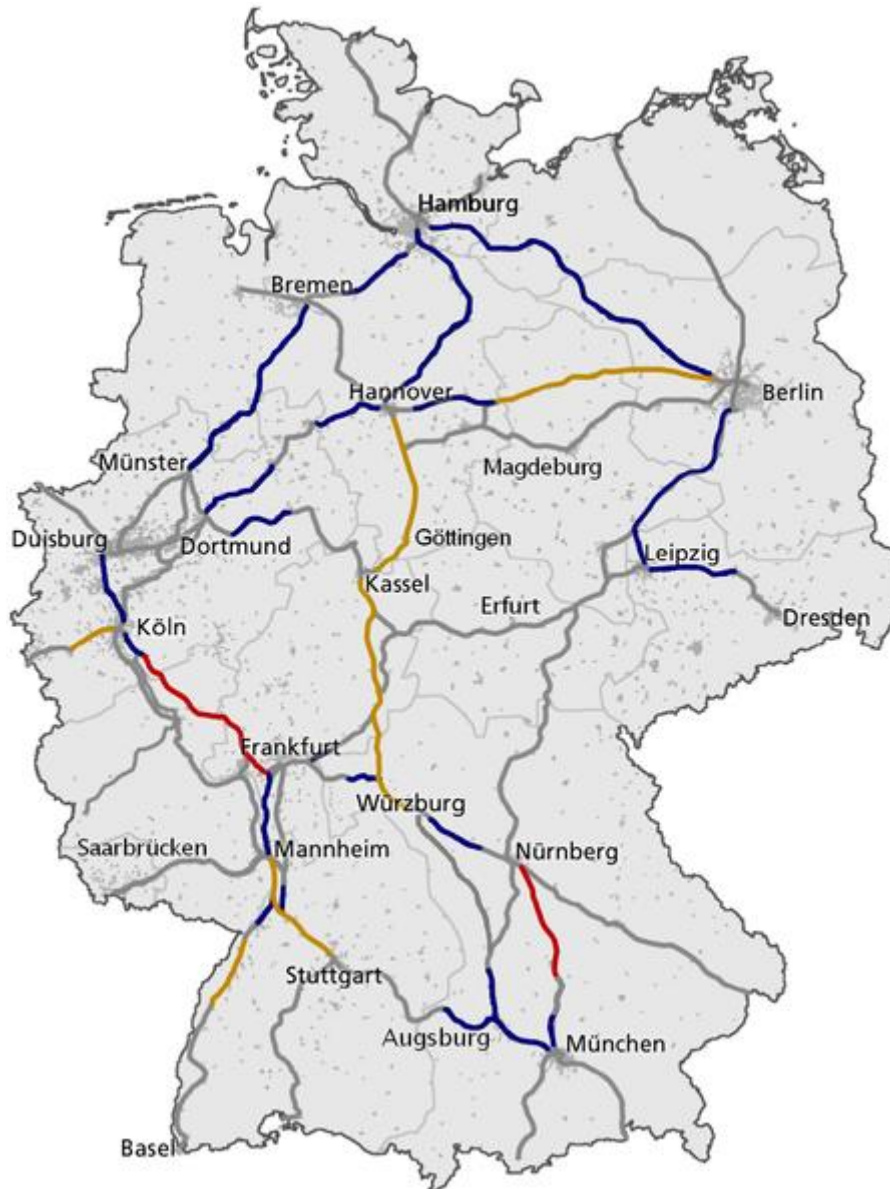 Hamburg
Bremen
Hannover
Berlin
Münster
Magdeburg
Duisburg
Dortmund
Göttingen
Leipzig
Kassel
Erfurt
Köln
Dresden
Frankfurt
Würzburg
Saarbrücken
Mannheim
Nürnberg
Stuttgart
Augsburg
München
Basel